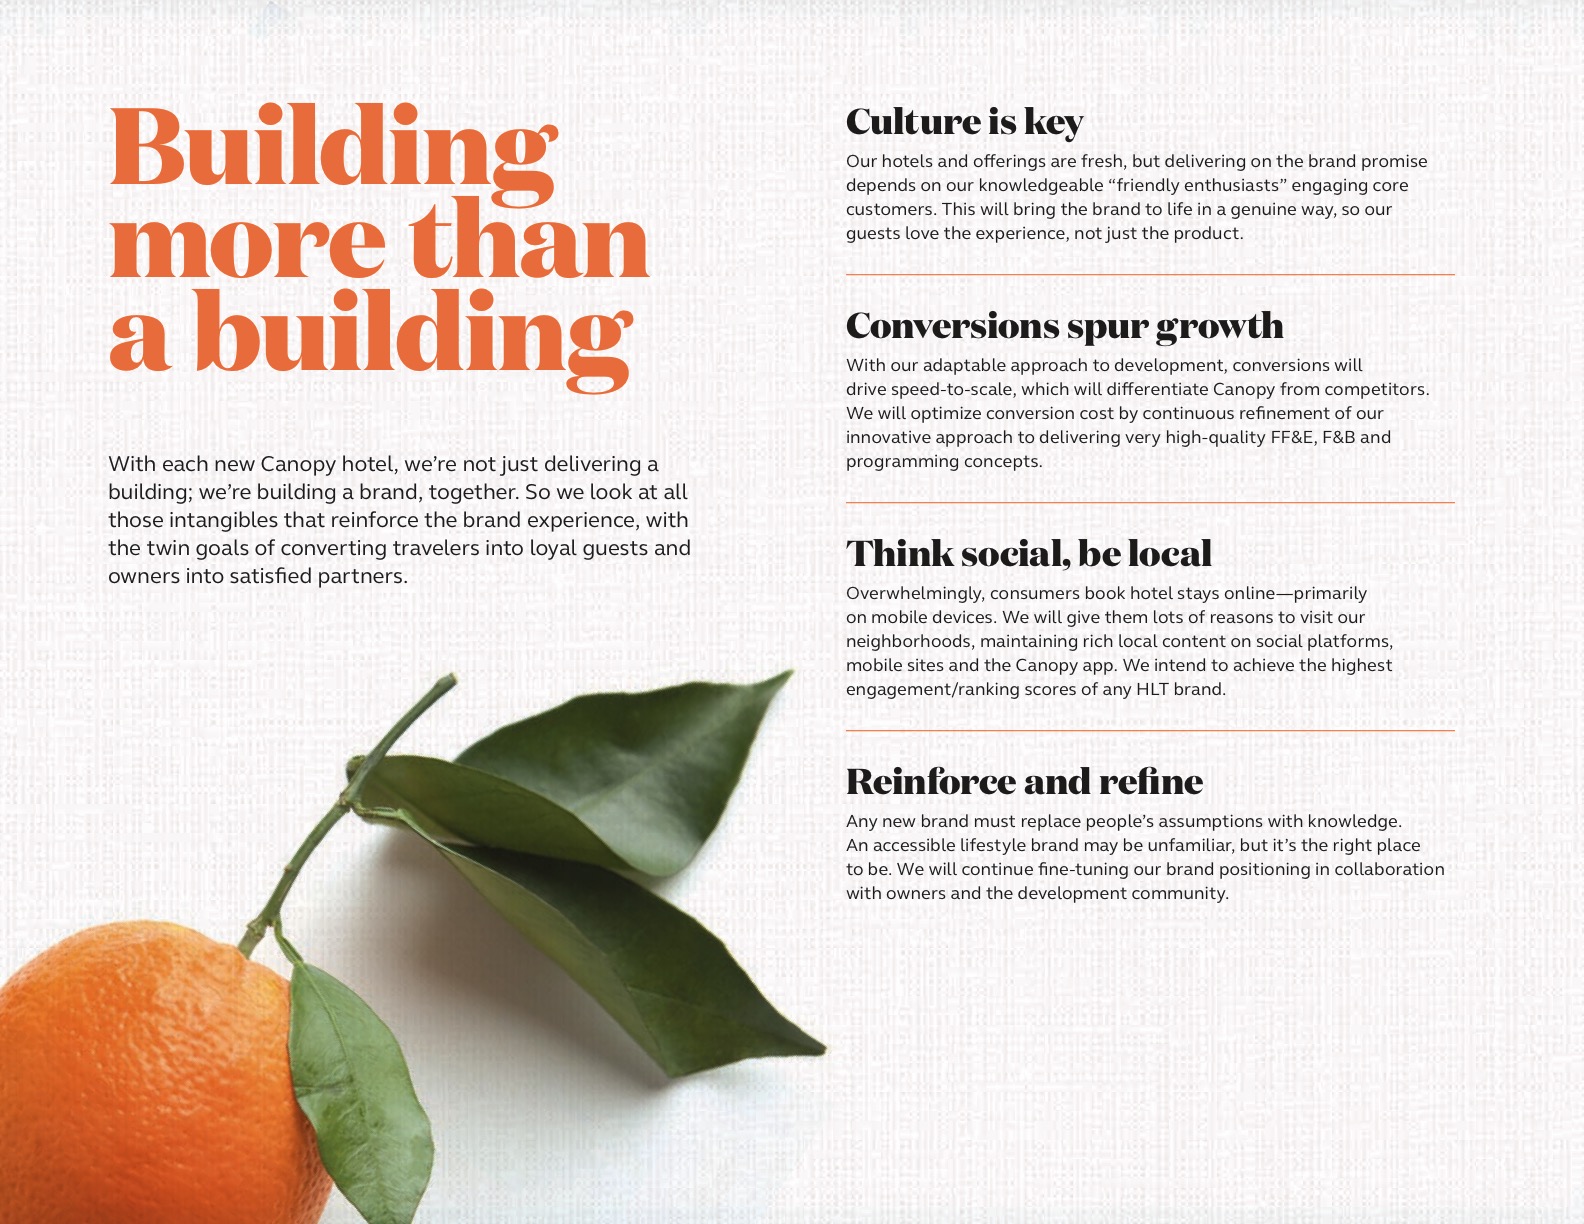 Building
more than
a building
With each new Canopy hotel, we’re not just delivering a
building; we’re building a brand, together. So we look at all
those intangibles that reinforce the brand experience, with
the twin goals of converting travelers into loyal guests and
owners into satisfied partners.
Culture is key
Our hotels and offerings are fresh, but delivering on the brand promise
depends on our knowledgeable “friendly enthusiasts” engaging core
customers. This will bring the brand to life in a genuine way, so our
guests love the experience, not just the product.
Conversions spur growth
With our adaptable approach to development, conversions will
drive speed-to-scale, which will differentiate Canopy from competitors.
We will optimize conversion cost by continuous refinement of our
innovative approach to delivering very high-quality FF&E, F&B and
programming concepts.
Think social, be local
Overwhelmingly, consumers book hotel stays online—primarily
on mobile devices. We will give them lots of reasons to visit our
neighborhoods, maintaining rich local content on social platforms,
mobile sites and the Canopy app. We intend to achieve the highest
engagement/ranking scores of any HLT brand.
Reinforce and refine
Any new brand must replace people’s assumptions with knowledge.
An accessible lifestyle brand may be unfamiliar, but it’s the right place
to be. We will continue fine-tuning our brand positioning in collaboration
with owners and the development community.